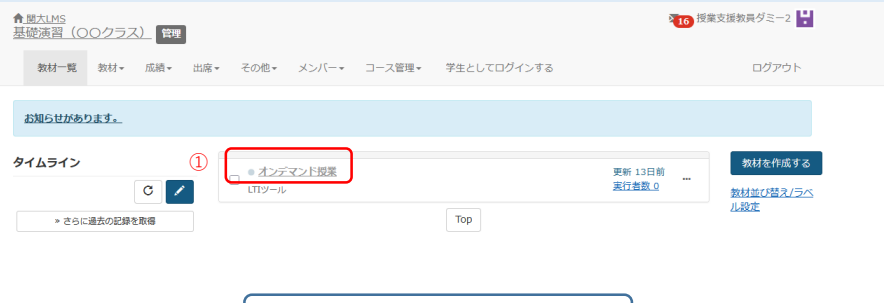 関大LMS
16 授業支援教員ダミー2
基礎演習（〇〇クラス） 管理
教材一覧 教材 成績 出席 その他 メンバー コース管理 学生としてログインする ログアウト
お知らせがあります。
タイムライン
» さらに過去の記録を取得
①
オンデマンド授業
LTIツール
更新 13日前
実行者数 0
Top
教材を作成する
教材並び替え/ラベ
ル設定